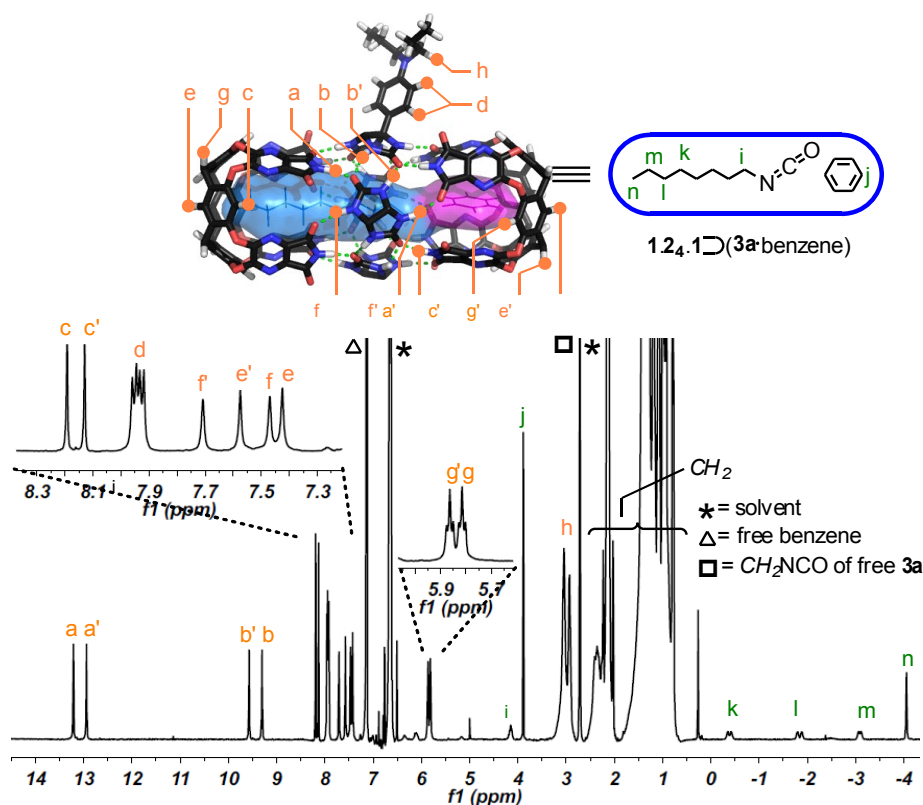 h
e g c a b b' d
m k i
n l N C O j
1.2₄.1⊃(3a·benzene)
f f' a' c' g' e'
c c' d f' e' f e
8.3 8.1 7.9 7.7 7.5 7.3
f1 (ppm)
△ * □ *
j
g' g
5.9 5.7
f1 (ppm)
h
CH₂
* = solvent
△ = free benzene
□ = CH₂NCO of free 3a
a a' b' b i k l m n
14 13 12 11 10 9 8 7 6 5 4 3 2 1 0 -1 -2 -3 -4
f1 (ppm)